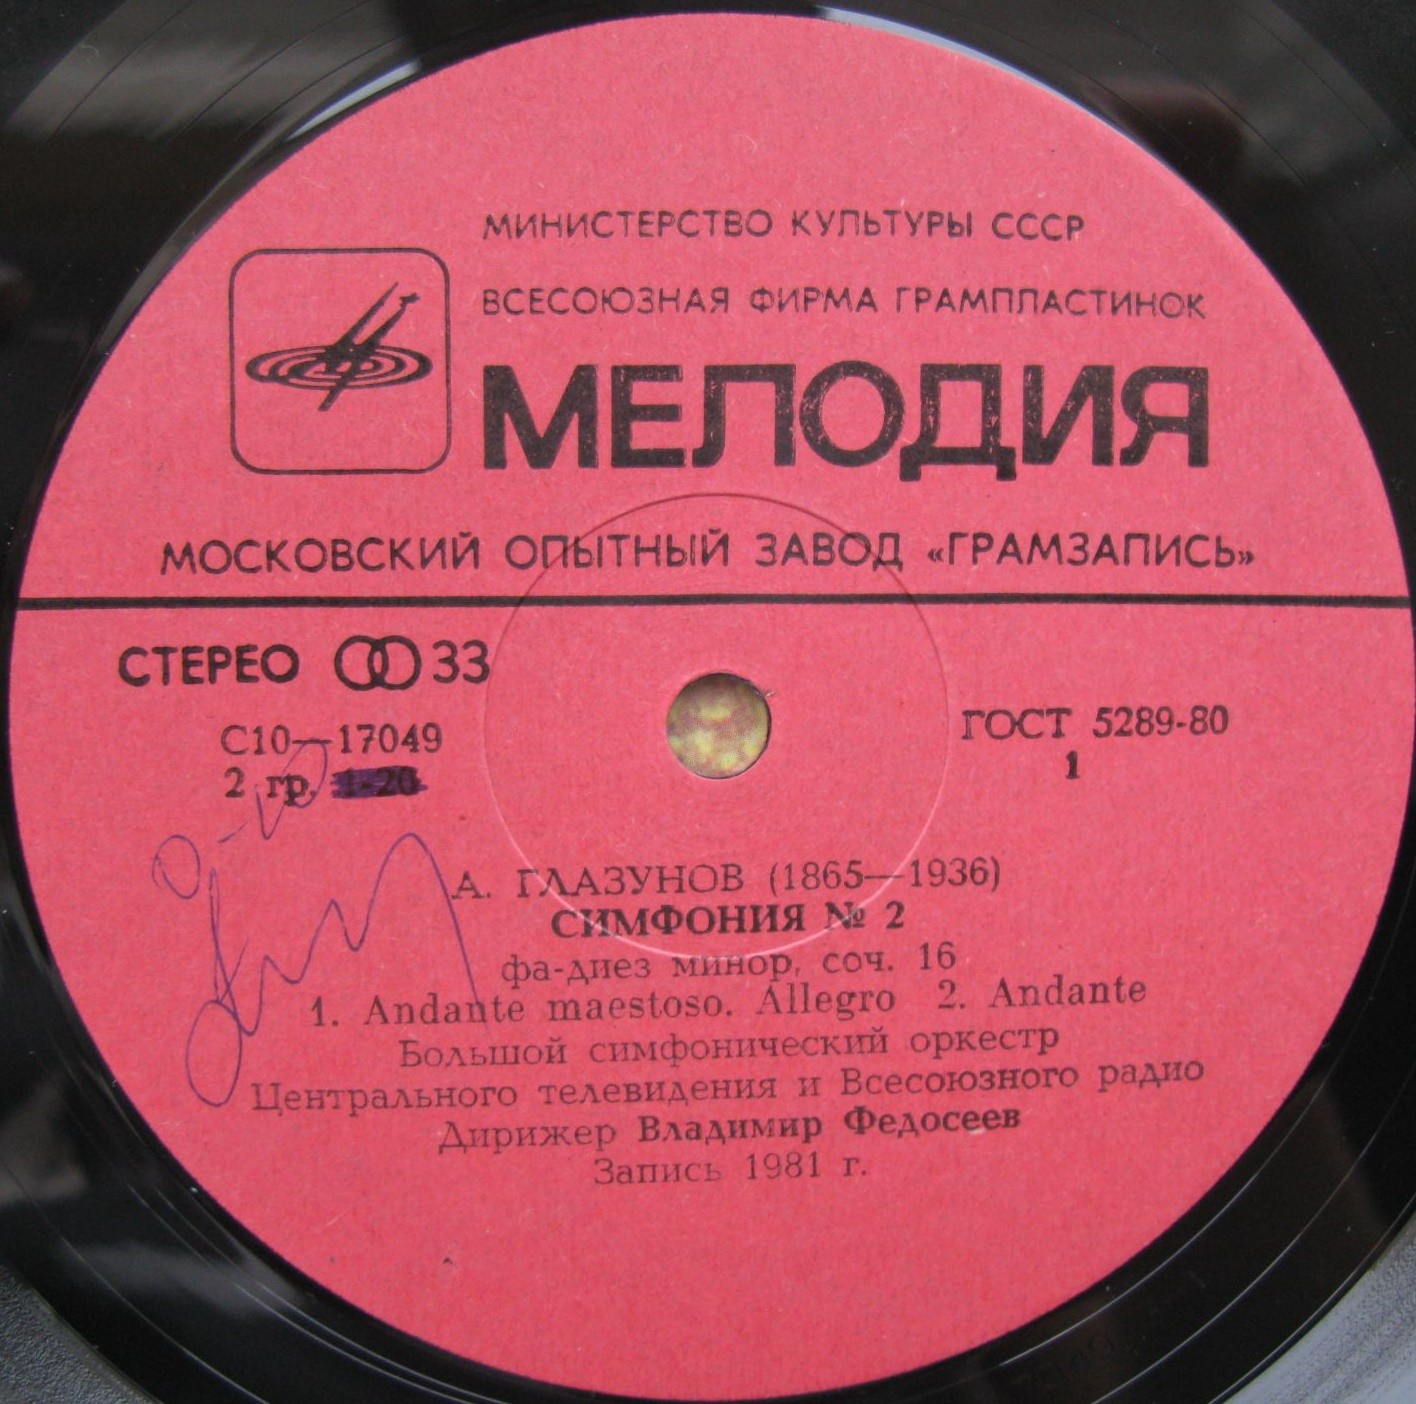 МИНИСТЕРСТВО КУЛЬТУРЫ СССР
ВСЕСОЮЗНАЯ ФИРМА ГРАМПЛАСТИНОК
МЕЛОДИЯ
МОСКОВСКИЙ ОПЫТНЫЙ ЗАВОД «ГРАМЗАПИСЬ»
СТЕРЕО 33
С10—17049
2 гр. 1-20
ГОСТ 5289-80
1
А. ГЛАЗУНОВ (1865—1936)
СИМФОНИЯ № 2
фа-диез минор, соч. 16
1. Andante maestoso. Allegro 2. Andante
Большой симфонический оркестр
Центрального телевидения и Всесоюзного радио
Дирижер Владимир Федосеев
Запись 1981 г.